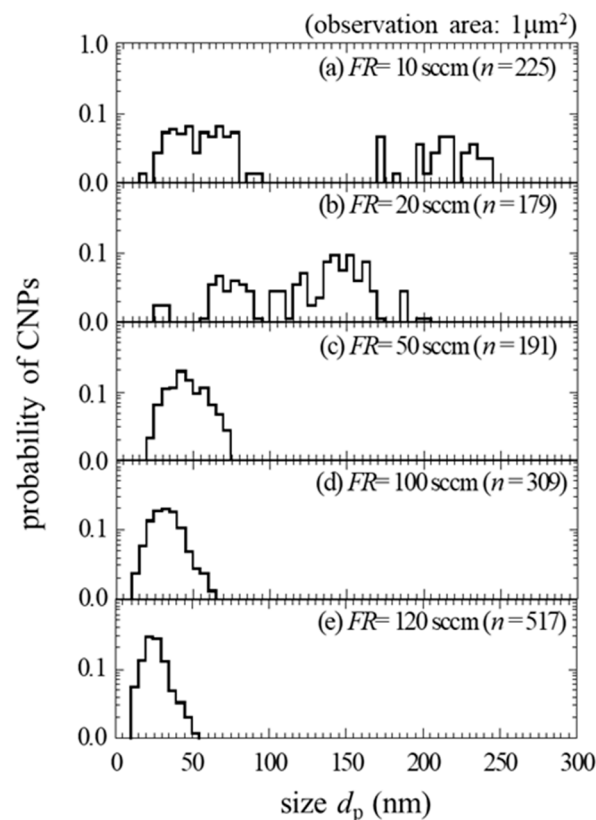 (observation area: 1μm²)
1.0
(a) FR= 10 sccm (n=225)
0.1
0.0
(b) FR= 20 sccm (n=179)
0.1
0.0
(c) FR= 50 sccm (n=191)
0.1
0.0
(d) FR= 100 sccm (n=309)
0.1
0.0
(e) FR= 120 sccm (n=517)
0.1
0.0
probability of CNPs
0 50 100 150 200 250 300
size dp (nm)